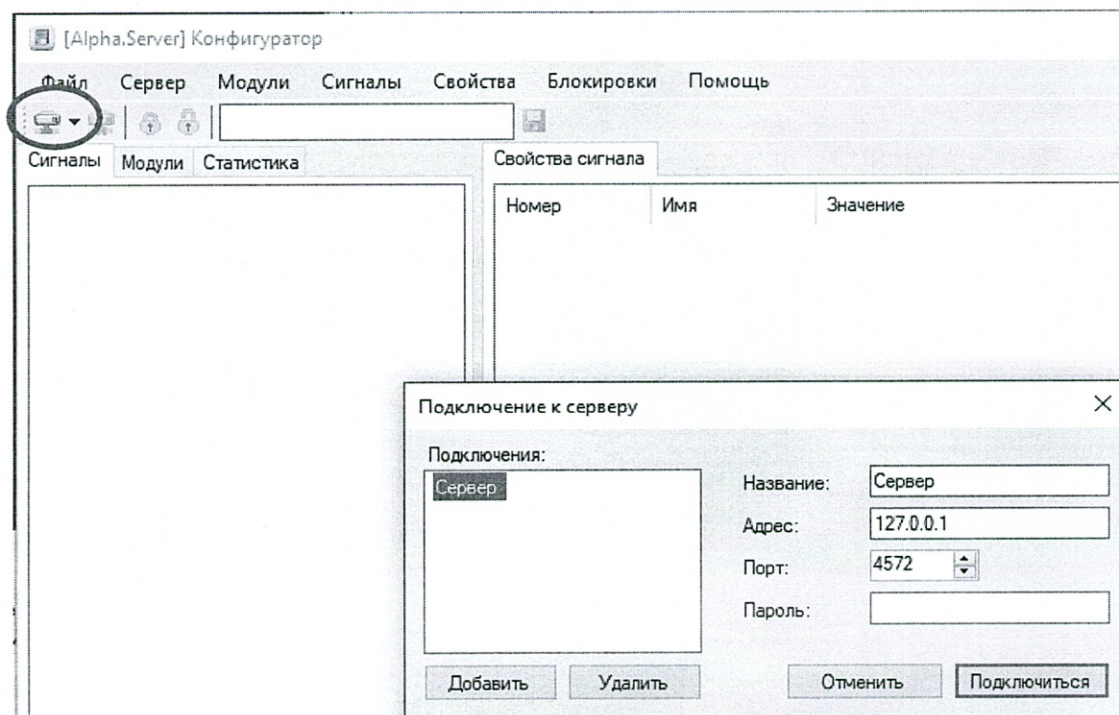 [Alpha.Server] Конфигуратор
Файл Сервер Модули Сигналы Свойства Блокировки Помощь
Сигналы Модули Статистика
Свойства сигнала
Номер Имя Значение
Подключение к серверу
Подключения:
Сервер
Название: Сервер
Адрес: 127.0.0.1
Порт: 4572
Пароль:
Добавить Удалить Отменить Подключиться